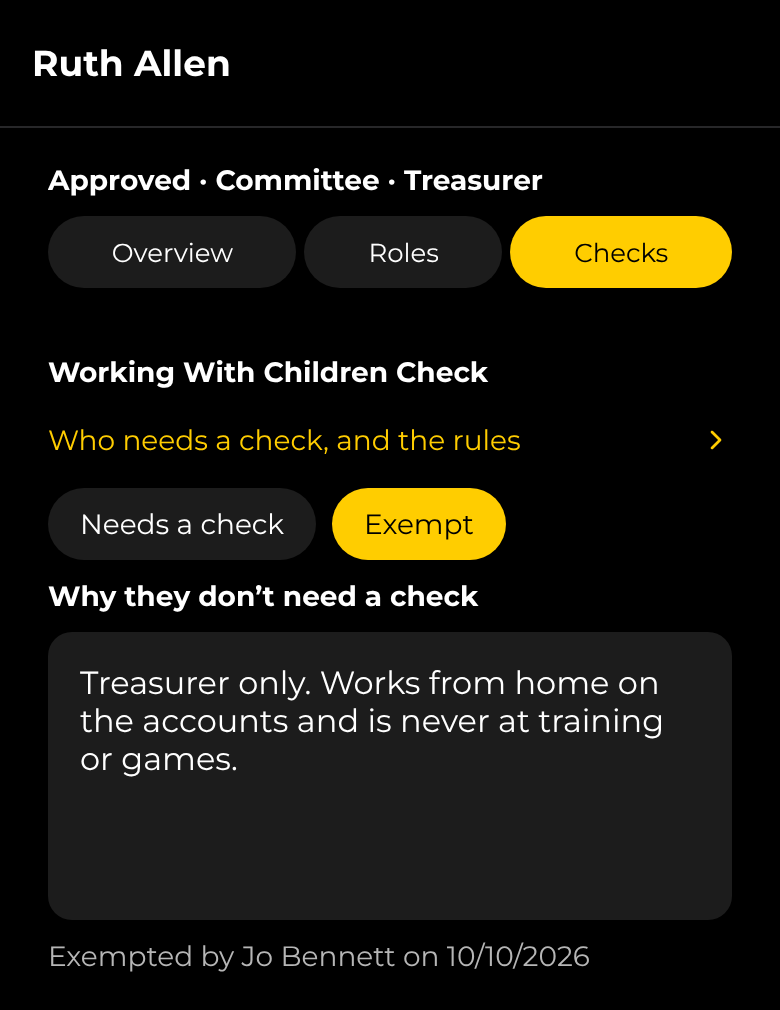 Ruth Allen
Approved · Committee · Treasurer
Overview
Roles
Checks
Working With Children Check
Who needs a check, and the rules
Needs a check
Exempt
Why they don’t need a check
Treasurer only. Works from home on
the accounts and is never at training
or games.
Exempted by Jo Bennett on 10/10/2026